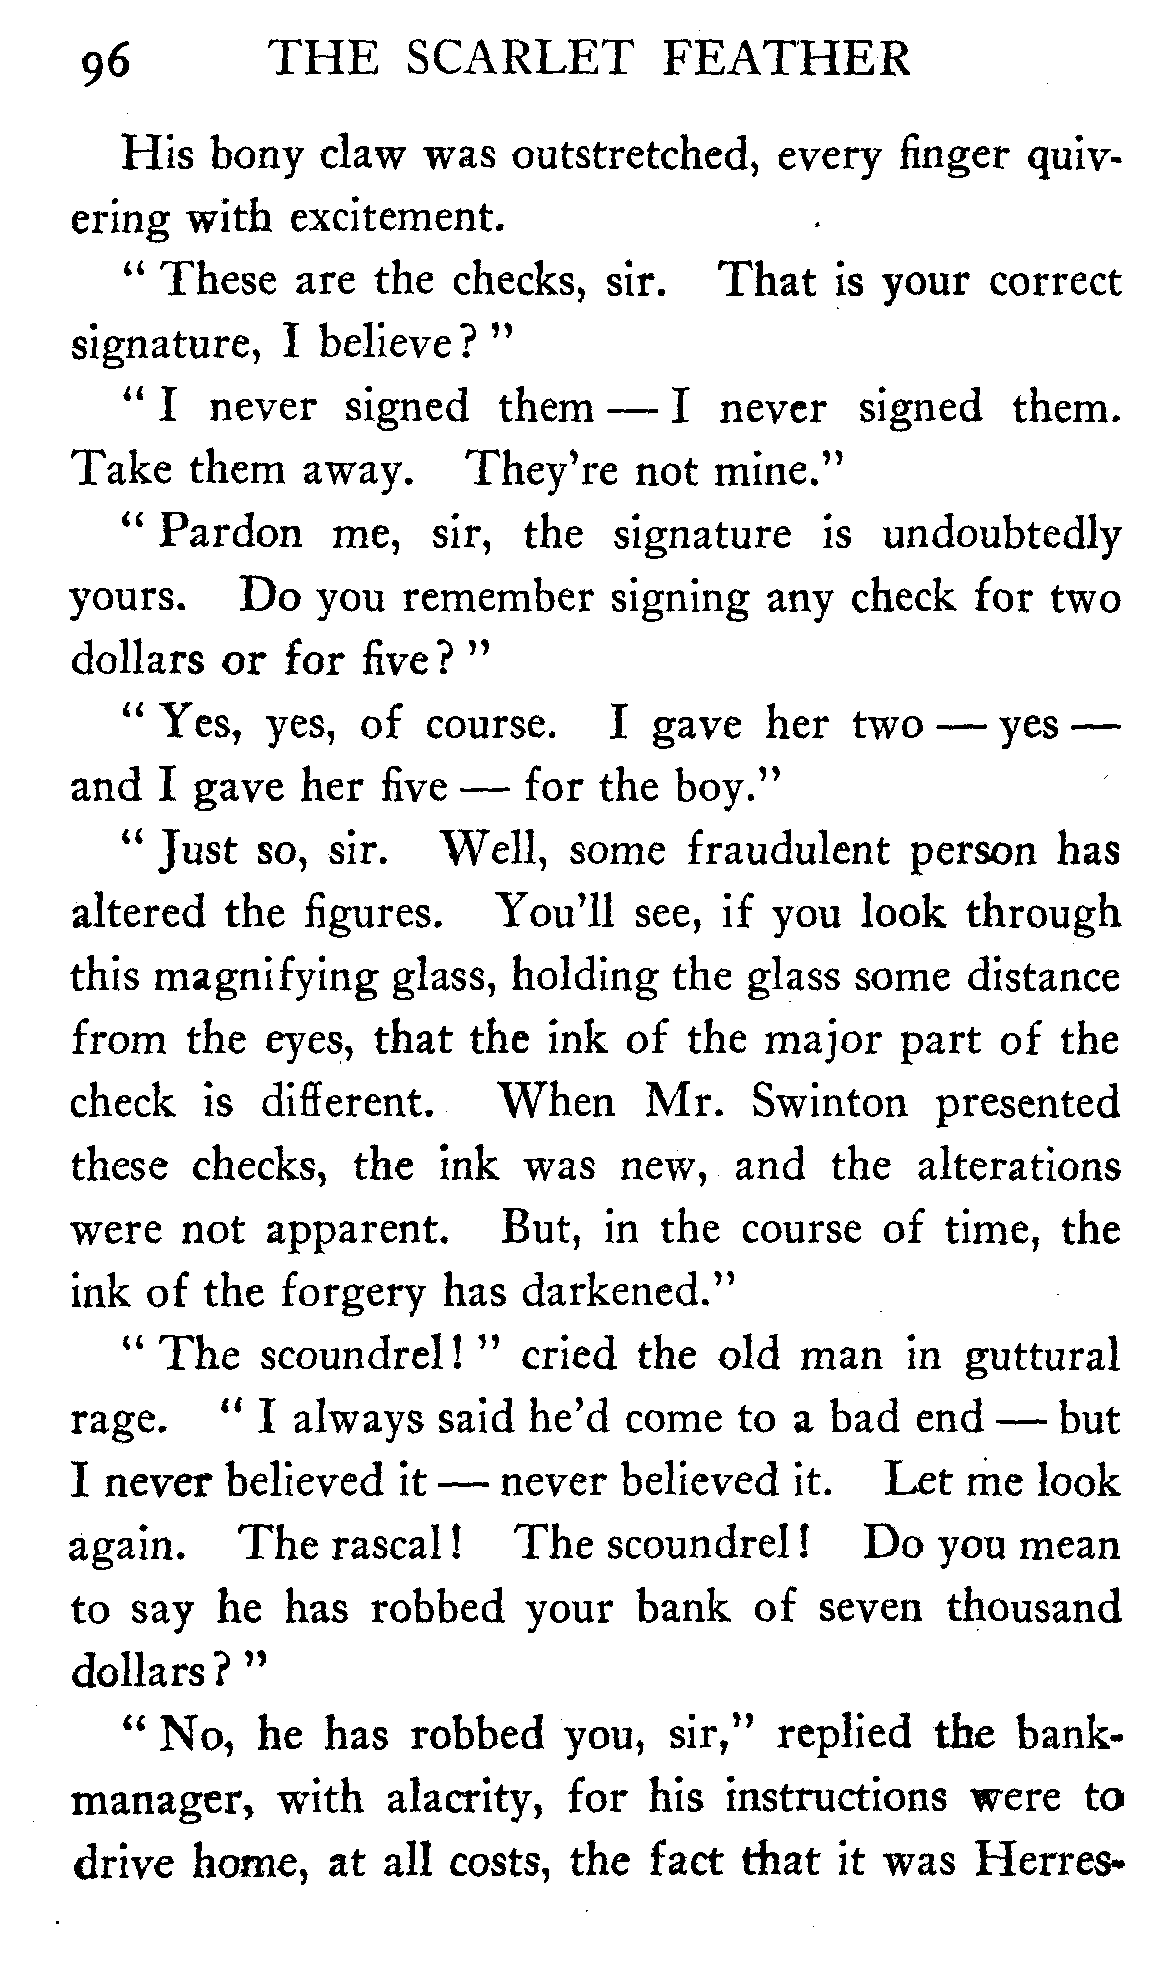 96 THE SCARLET FEATHER
His bony claw was outstretched, every finger quiv-
ering with excitement.
" These are the checks, sir. That is your correct
signature, I believe? "
" I never signed them — I never signed them.
Take them away. They're not mine."
" Pardon me, sir, the signature is undoubtedly
yours. Do you remember signing any check for two
dollars or for five? "
" Yes, yes, of course. I gave her two — yes —
and I gave her five — for the boy."
" Just so, sir. Well, some fraudulent person has
altered the figures. You'll see, if you look through
this magnifying glass, holding the glass some distance
from the eyes, that the ink of the major part of the
check is different. When Mr. Swinton presented
these checks, the ink was new, and the alterations
were not apparent. But, in the course of time, the
ink of the forgery has darkened."
" The scoundrel! " cried the old man in guttural
rage. " I always said he'd come to a bad end — but
I never believed it — never believed it. Let me look
again. The rascal! The scoundrel! Do you mean
to say he has robbed your bank of seven thousand
dollars? "
" No, he has robbed you, sir," replied the bank-
manager, with alacrity, for his instructions were to
drive home, at all costs, the fact that it was Herres-